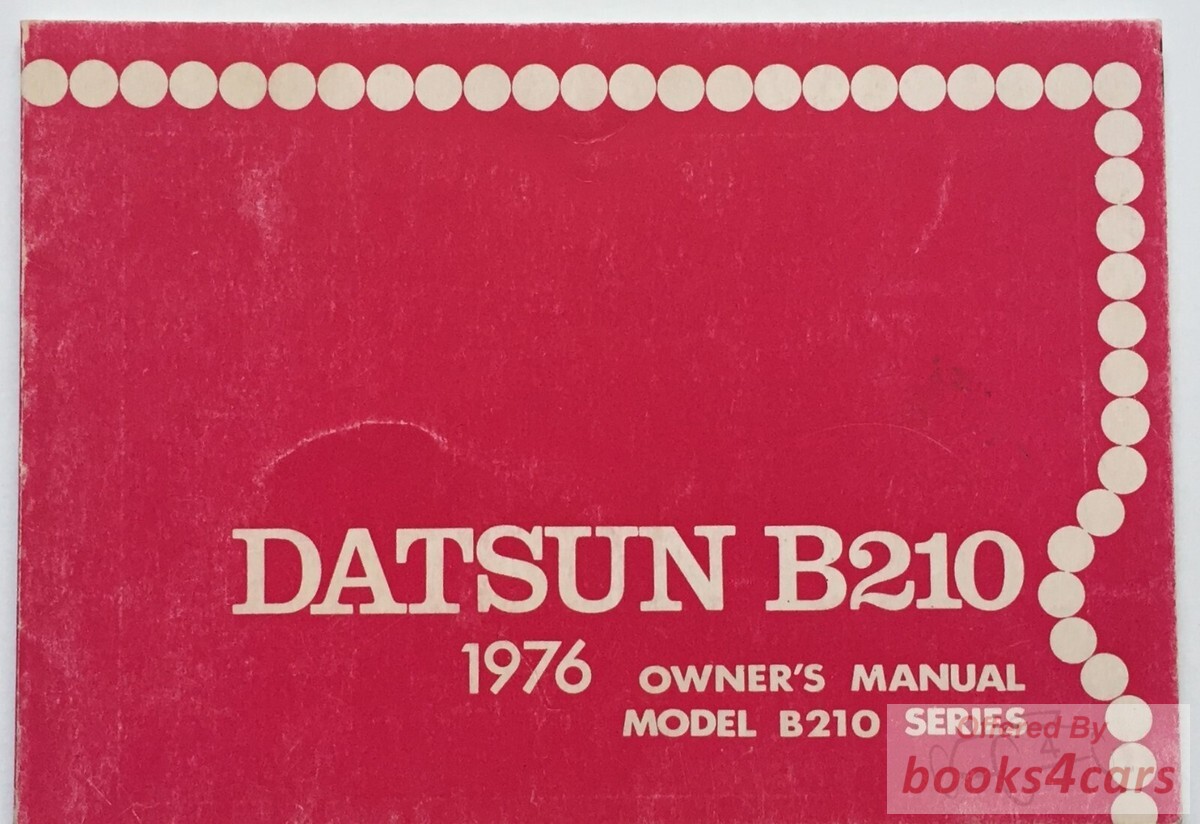 DATSUN B210
1976 OWNER'S MANUAL
MODEL B210 SERIES
Offered By
books4cars